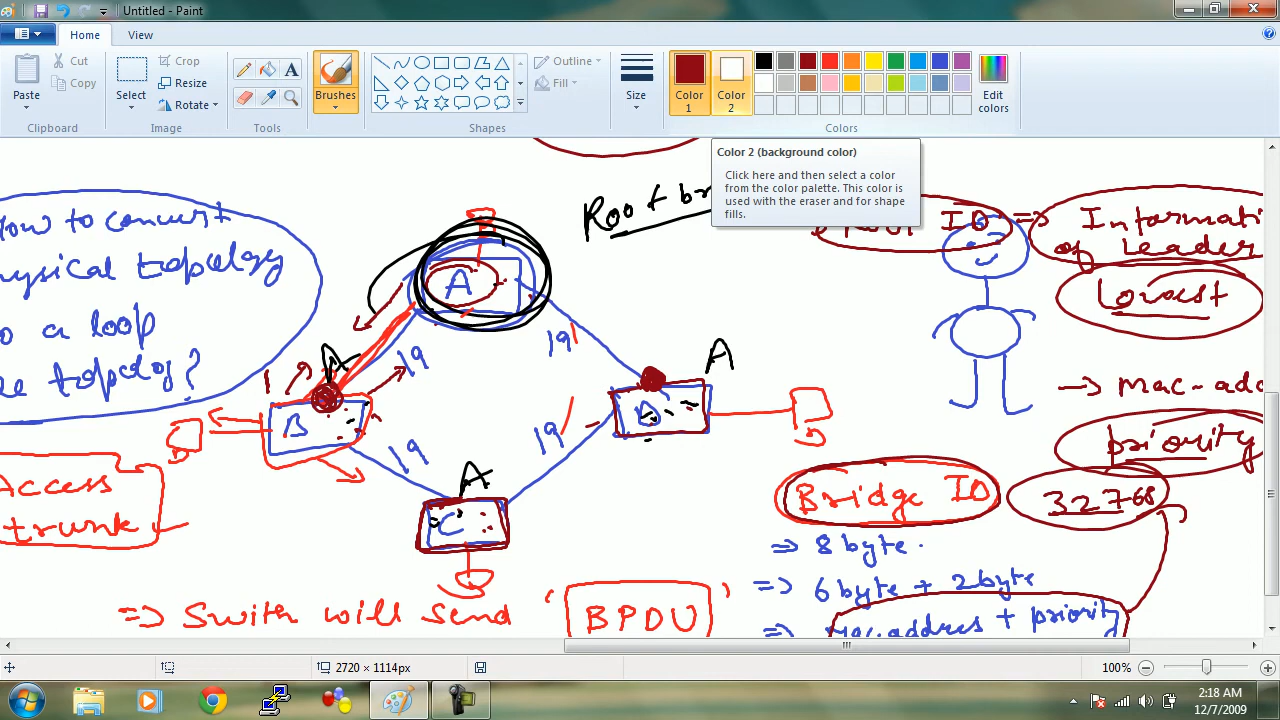 Untitled - Paint
Home
View
Paste
Cut
Copy
Clipboard
Select
Crop
Resize
Rotate
Image
A
Tools
Brushes
Outline
Fill
Shapes
Size
Color 1
Color 2
Edit colors
Colors
Color 2 (background color)
Click here and then select a color
from the color palette. This color is
used with the eraser and for shape
fills.
How to convert
physical topology
to a loop
free topology?
Root br
ID
=> Informati
of Leader
Lowest
-> Mac-add
priority
32768
A
A
A
A
B
C
D
19
19
19
19
Access
trunk
Bridge ID
=> 8 byte.
=> 6 byte + 2 byte
=> Mac-address + priority
=> Swith will send ' BPDU '
2720 × 1114px
100%
2:18 AM
12/7/2009